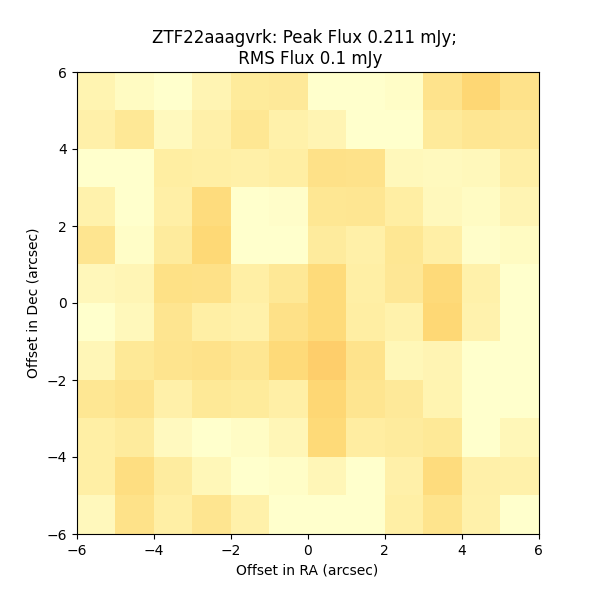 ZTF22aaagvrk: Peak Flux 0.211 mJy;
RMS Flux 0.1 mJy
6
4
2
0
−2
−4
−6
Offset in Dec (arcsec)
−6 −4 −2 0 2 4 6
Offset in RA (arcsec)